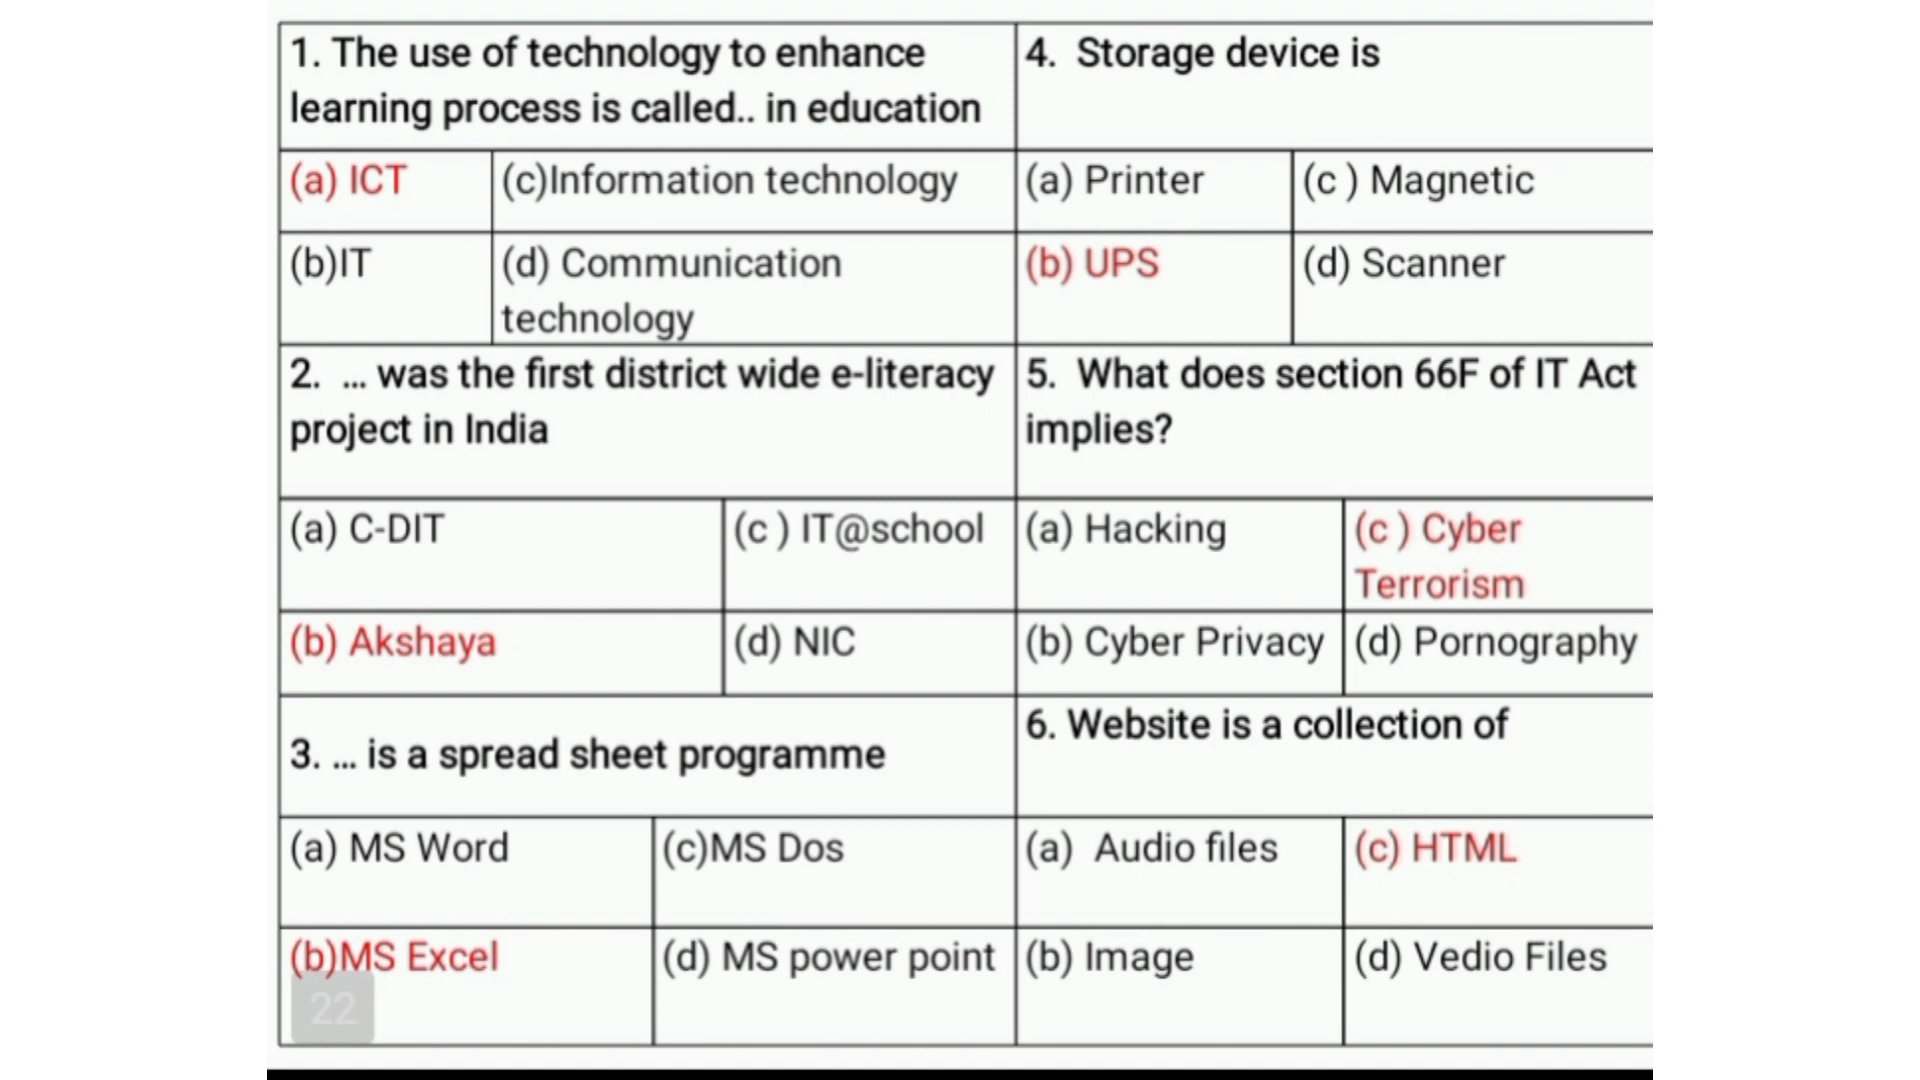 1. The use of technology to enhance
learning process is called.. in education
(a) ICT
(c)Information technology
(b)IT
(d) Communication
technology
2. ... was the first district wide e-literacy
project in India
(a) C-DIT
(c ) IT@school
(b) Akshaya
(d) NIC
3. ... is a spread sheet programme
(a) MS Word
(c)MS Dos
(b)MS Excel
(d) MS power point
22
4. Storage device is
(a) Printer
(c ) Magnetic
(b) UPS
(d) Scanner
5. What does section 66F of IT Act
implies?
(a) Hacking
(c ) Cyber
Terrorism
(b) Cyber Privacy
(d) Pornography
6. Website is a collection of
(a) Audio files
(c) HTML
(b) Image
(d) Vedio Files